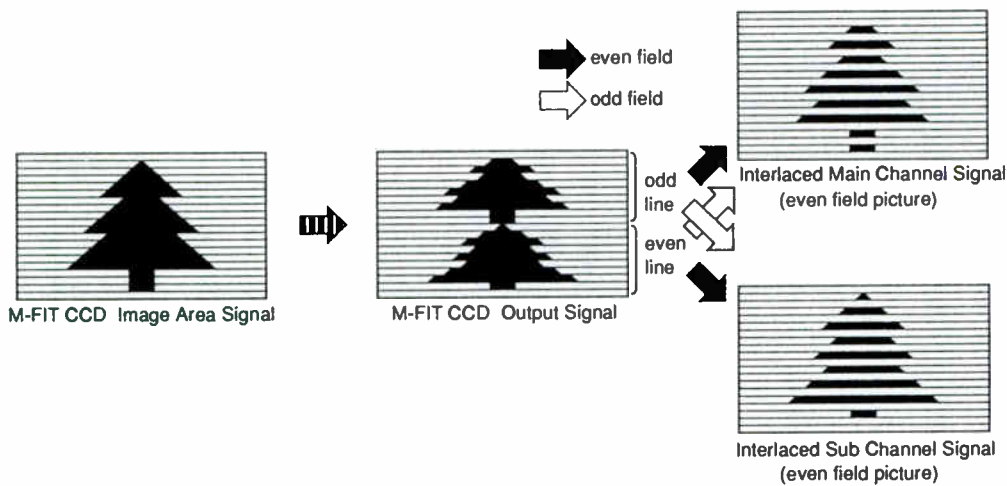 even field
odd field
Interlaced Main Channel Signal
(even field picture)
odd
line
even
line
M-FIT CCD Image Area Signal
M-FIT CCD Output Signal
Interlaced Sub Channel Signal
(even field picture)